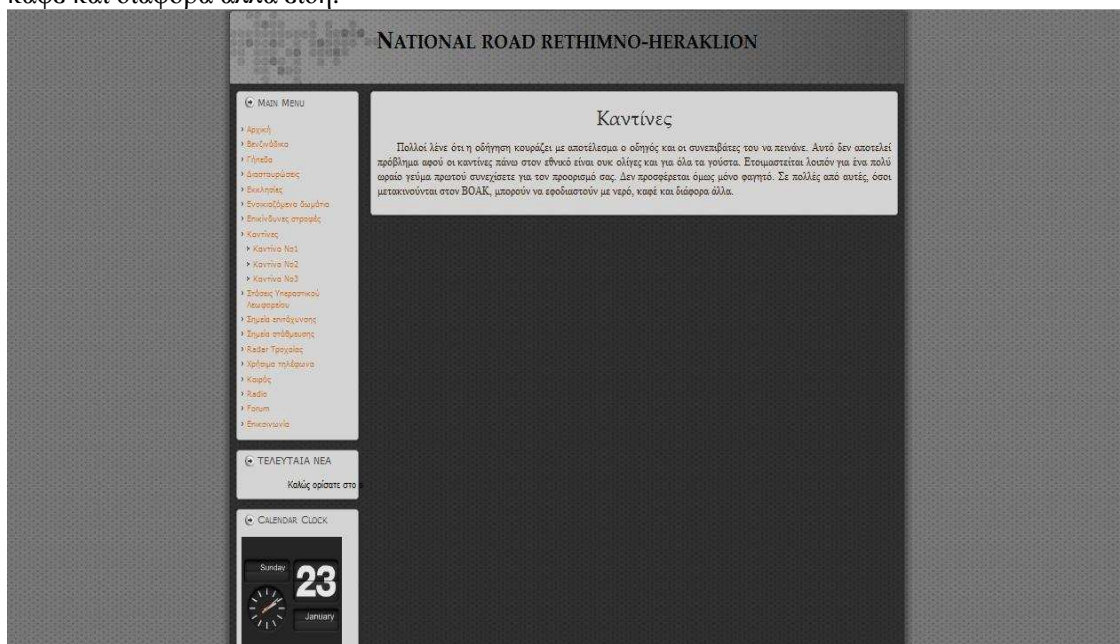 καφέ και διάφορα άλλα είδη.
NATIONAL ROAD RETHIMNO-HERAKLION
MAIN MENU
Αρχική
Βενζινάδικα
Γήπεδα
Διασταυρώσεις
Εκκλησίες
Ενοικιαζόμενα δωμάτια
Επικίνδυνες στροφές
Καντίνες
Καντίνα Νο1
Καντίνα Νο2
Καντίνα Νο3
Στάσεις Υπεραστικού
Λεωφορείου
Σημεία επιτάχυνσης
Σημεία στάθμευσης
Radar Τροχαίας
Χρήσιμα τηλέφωνα
Καιρός
Radio
Forum
Επικοινωνία
ΤΕΛΕΥΤΑΙΑ ΝΕΑ
Καλώς ορίσατε στο
CALENDAR CLOCK
Sunday
23
January
Καντίνες
Πολλοί λένε ότι η οδήγηση κουράζει με αποτέλεσμα ο οδηγός και οι συνεπιβάτες του να πεινάνε. Αυτό δεν αποτελεί
πρόβλημα αφού οι καντίνες πάνω στον εθνικό είναι ουκ ολίγες και για όλα τα γούστα. Ετοιμαστείται λοιπόν για ένα πολύ
ωραίο γεύμα πρωτού συνεχίσετε για τον προορισμό σας. Δεν προσφέρεται όμως μόνο φαγητό. Σε πολλές από αυτές, όσοι
μετακινούνται στον ΒΟΑΚ, μπορούν να εφοδιαστούν με νερό, καφέ και διάφορα άλλα.